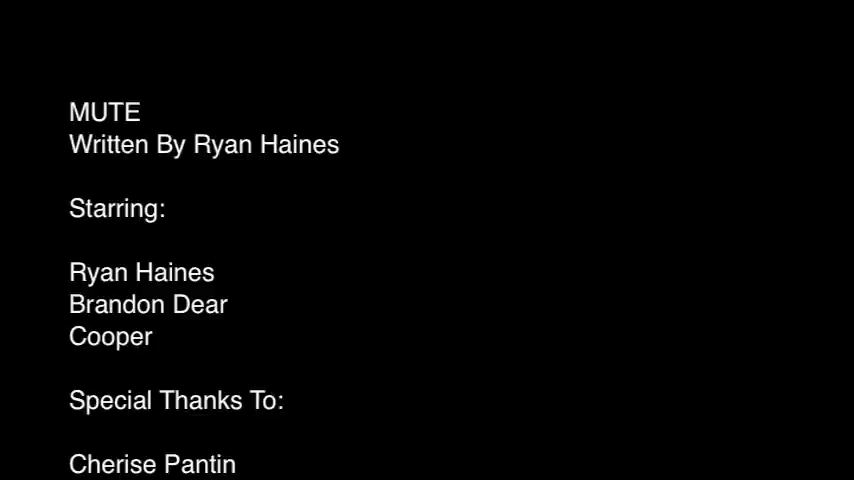 MUTE
Written By Ryan Haines
Starring:
Ryan Haines
Brandon Dear
Cooper
Special Thanks To:
Cherise Pantin